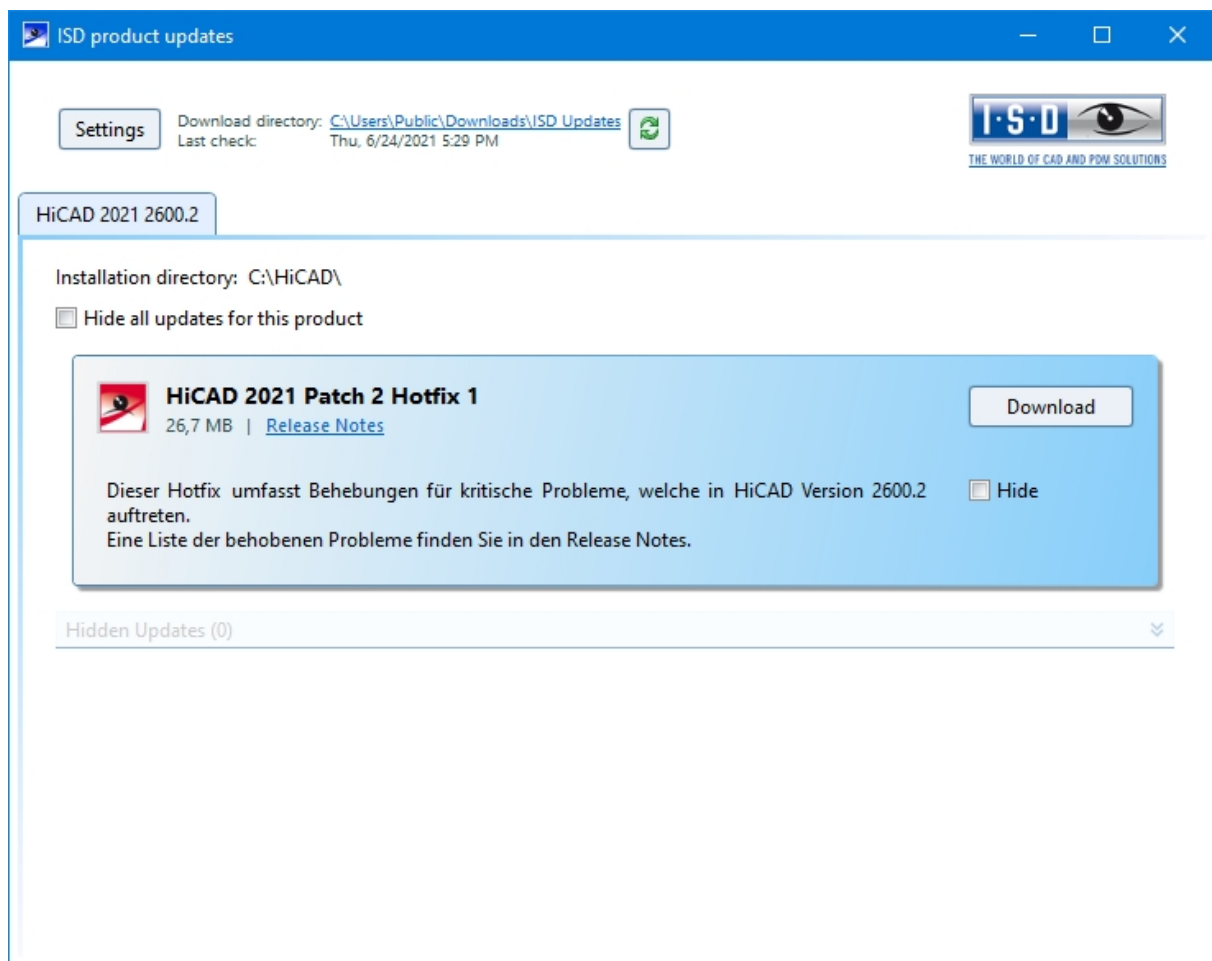 ISD product updates
Settings
Download directory: C:\Users\Public\Downloads\ISD Updates
Last check: Thu, 6/24/2021 5:29 PM
I·S·D
THE WORLD OF CAD AND PDM SOLUTIONS
HiCAD 2021 2600.2
Installation directory: C:\HiCAD\
Hide all updates for this product
HiCAD 2021 Patch 2 Hotfix 1
26,7 MB | Release Notes
Download
Dieser Hotfix umfasst Behebungen für kritische Probleme, welche in HiCAD Version 2600.2
auftreten.
Eine Liste der behobenen Probleme finden Sie in den Release Notes.
Hide
Hidden Updates (0)